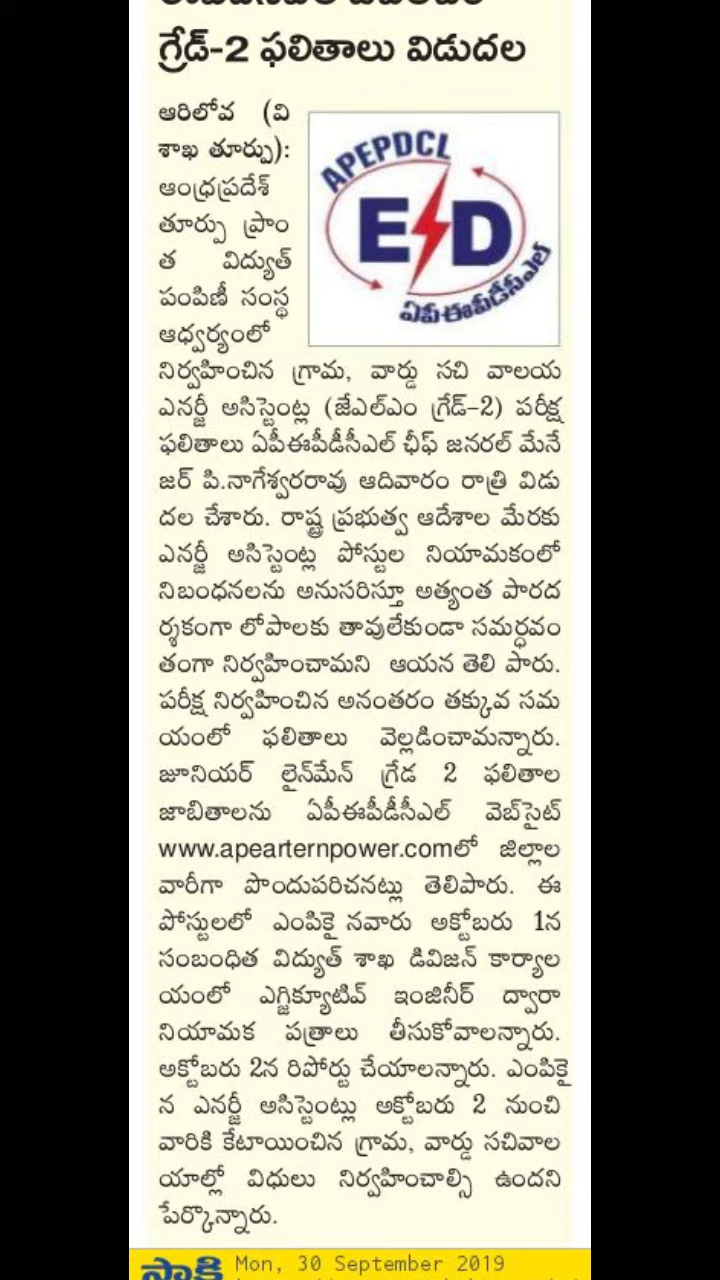 గ్రేడ్-2 ఫలితాలు విడుదల
ఆరిలోవ (వి
శాఖ తూర్పు):
ఆంధ్రప్రదేశ్
తూర్పు ప్రాం
త విద్యుత్
పంపిణీ సంస్థ
ఆధ్వర్యంలో
APEPDCL
E D
ఏపీఈపీడీసీఎల్
నిర్వహించిన గ్రామ, వార్డు సచి వాలయ
ఎనర్జీ అసిస్టెంట్ల (జేఎల్ఎం గ్రేడ్-2) పరీక్ష
ఫలితాలు ఏపీఈపీడీసీఎల్ ఛీఫ్ జనరల్ మేనే
జర్ పి.నాగేశ్వరరావు ఆదివారం రాత్రి విడు
దల చేశారు. రాష్ట్ర ప్రభుత్వ ఆదేశాల మేరకు
ఎనర్జీ అసిస్టెంట్ల పోస్టుల నియామకంలో
నిబంధనలను అనుసరిస్తూ అత్యంత పారద
ర్శకంగా లోపాలకు తావులేకుండా సమర్ధవం
తంగా నిర్వహించామని ఆయన తెలి పారు.
పరీక్ష నిర్వహించిన అనంతరం తక్కువ సమ
యంలో ఫలితాలు వెల్లడించామన్నారు.
జూనియర్ లైన్‌మేన్ గ్రేడ 2 ఫలితాల
జాబితాలను ఏపీఈపీడీసీఎల్ వెబ్‌సైట్
www.apearternpower.comలో జిల్లాల
వారీగా పొందుపరిచనట్లు తెలిపారు. ఈ
పోస్టులలో ఎంపికై నవారు అక్టోబరు 1న
సంబంధిత విద్యుత్ శాఖ డివిజన్ కార్యాల
యంలో ఎగ్జిక్యూటివ్ ఇంజినీర్ ద్వారా
నియామక పత్రాలు తీసుకోవాలన్నారు.
అక్టోబరు 2న రిపోర్టు చేయాలన్నారు. ఎంపికై
న ఎనర్జీ అసిస్టెంట్లు అక్టోబరు 2 నుంచి
వారికి కేటాయించిన గ్రామ, వార్డు సచివాల
యాల్లో విధులు నిర్వహించాల్సి ఉందని
పేర్కొన్నారు.
సాక్షి Mon, 30 September 2019